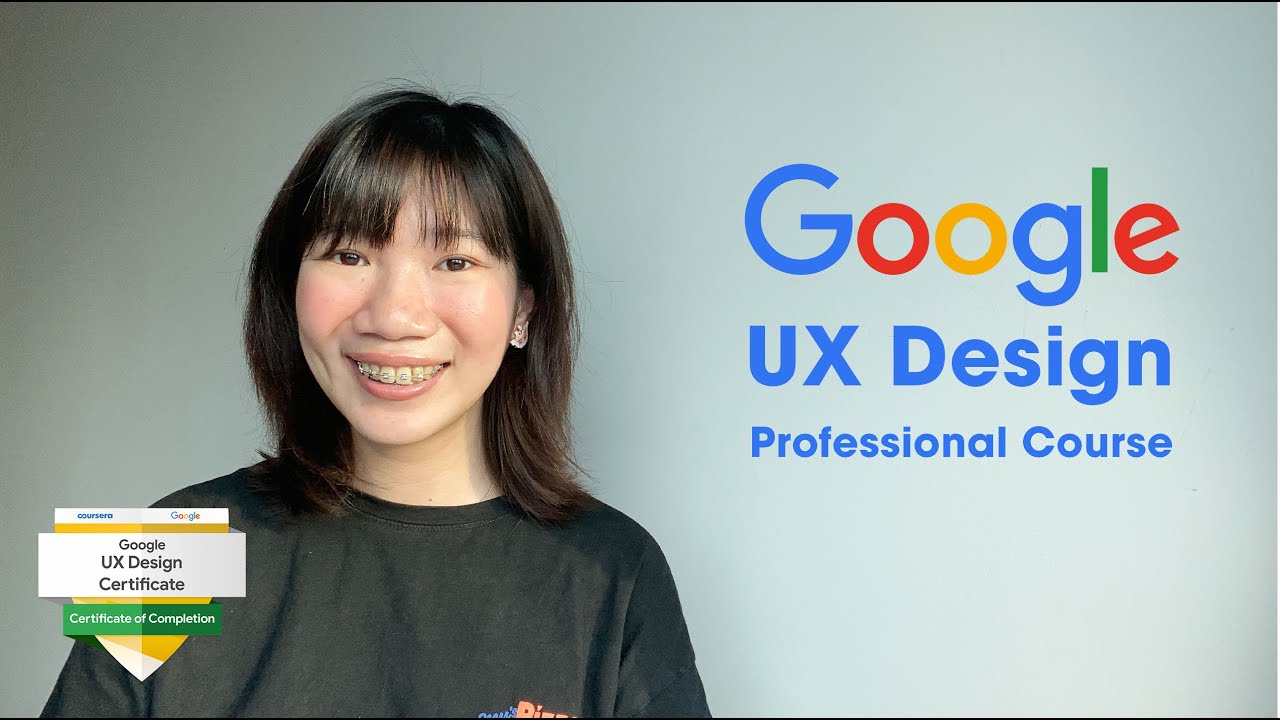 Google
UX Design
Professional Course
coursera Google
Google
UX Design
Certificate
Certificate of Completion